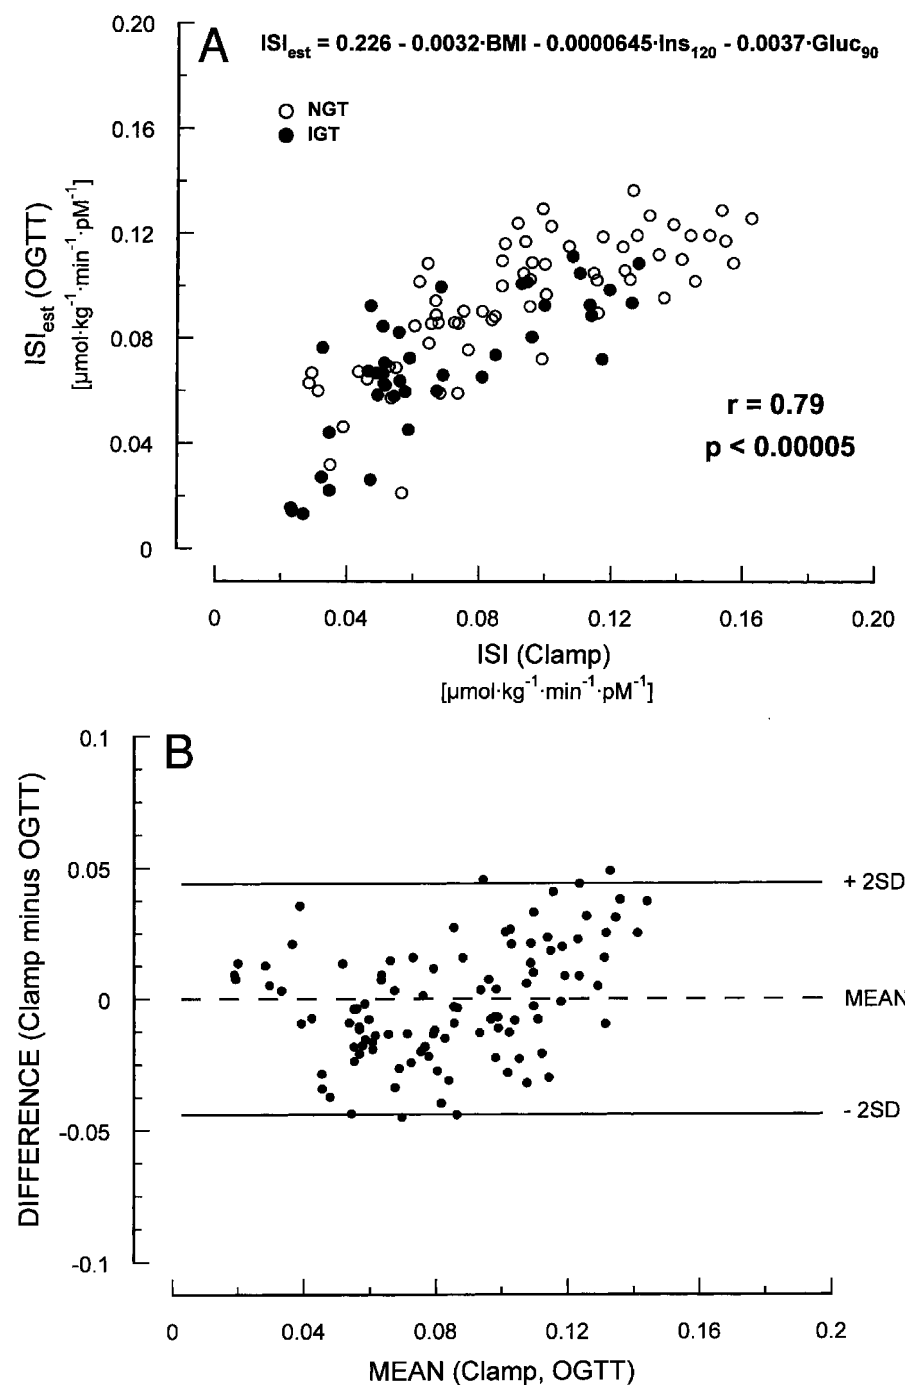 A
ISI_est = 0.226 - 0.0032·BMI - 0.0000645·Ins_120 - 0.0037·Gluc_90
NGT
IGT
0.20
0.16
0.12
0.08
0.04
0
ISI_est (OGTT)
[µmol·kg⁻¹·min⁻¹·pM⁻¹]
r = 0.79
p < 0.00005
0 0.04 0.08 0.12 0.16 0.20
ISI (Clamp)
[µmol·kg⁻¹·min⁻¹·pM⁻¹]
B
0.1
0.05
0
-0.05
-0.1
DIFFERENCE (Clamp minus OGTT)
+ 2SD
MEAN
- 2SD
0 0.04 0.08 0.12 0.16 0.2
MEAN (Clamp, OGTT)